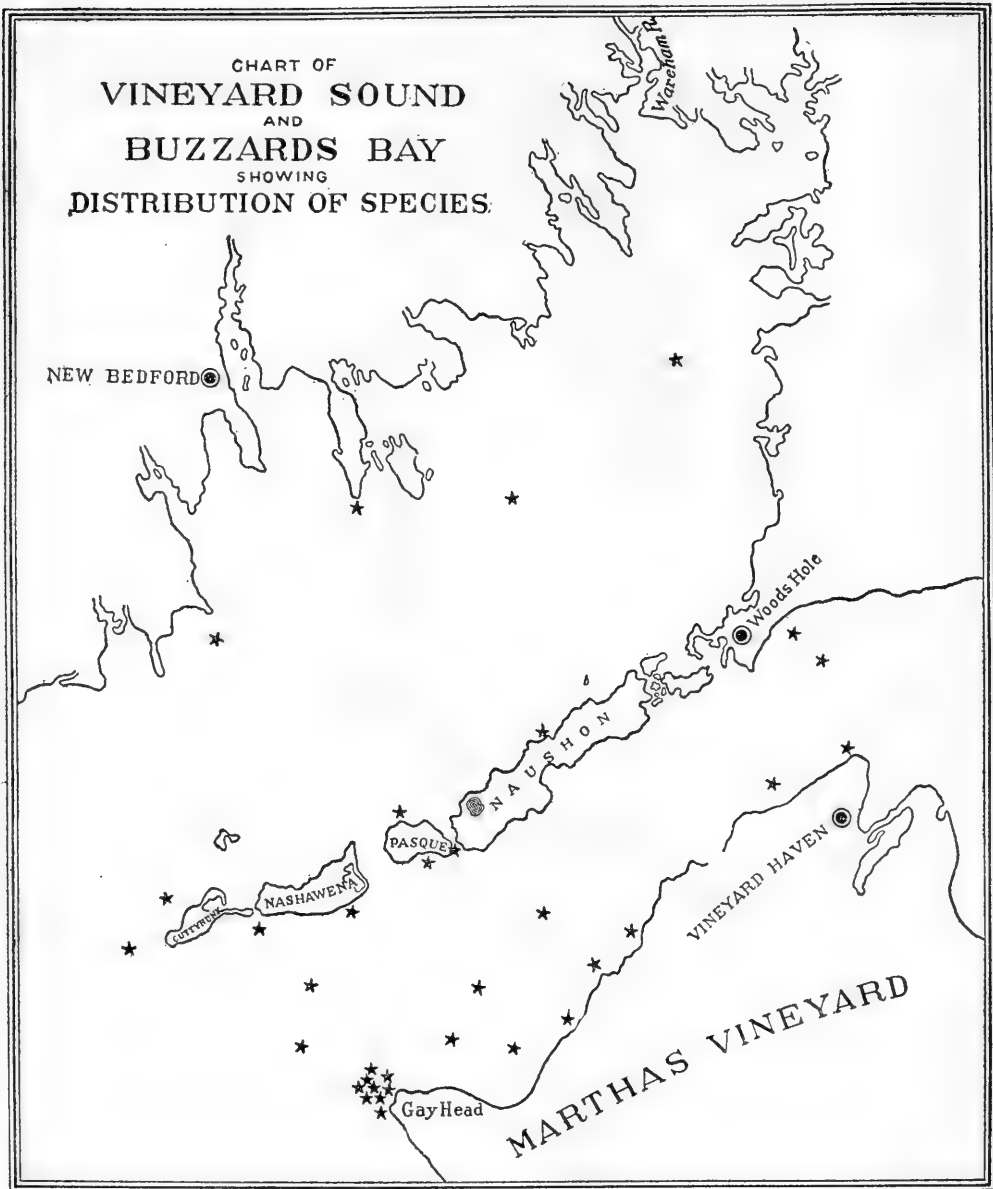 CHART OF
VINEYARD SOUND
AND
BUZZARDS BAY
SHOWING
DISTRIBUTION OF SPECIES.
Wareham
NEW BEDFORD
Woods Hole
NAUSHON
PASQUE
NASHAWENA
CUTTYHUNK
VINEYARD HAVEN
MARTHAS VINEYARD
Gay Head